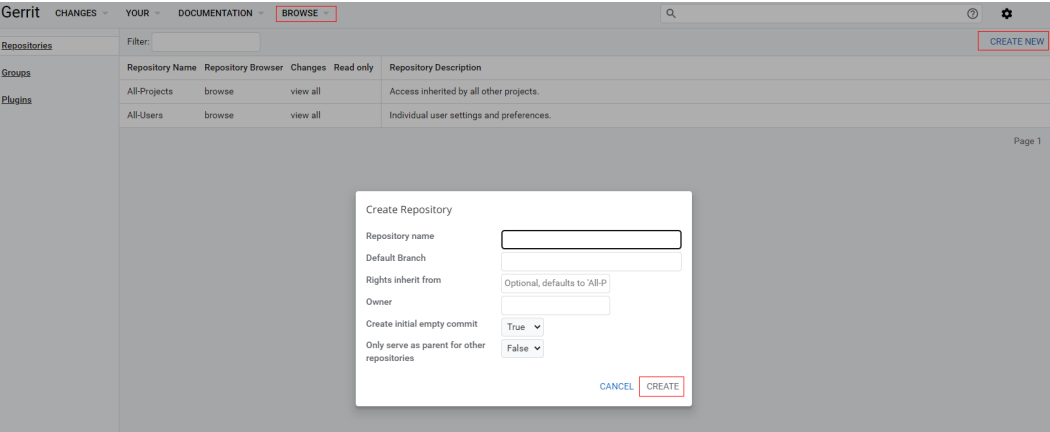 Gerrit CHANGES YOUR DOCUMENTATION BROWSE
Repositories
Groups
Plugins
Filter:
CREATE NEW
Repository Name Repository Browser Changes Read only Repository Description
All-Projects browse view all Access inherited by all other projects.
All-Users browse view all Individual user settings and preferences.
Page 1
Create Repository
Repository name
Default Branch
Rights inherit from Optional, defaults to 'All-P
Owner
Create initial empty commit True
Only serve as parent for other False
repositories
CANCEL CREATE